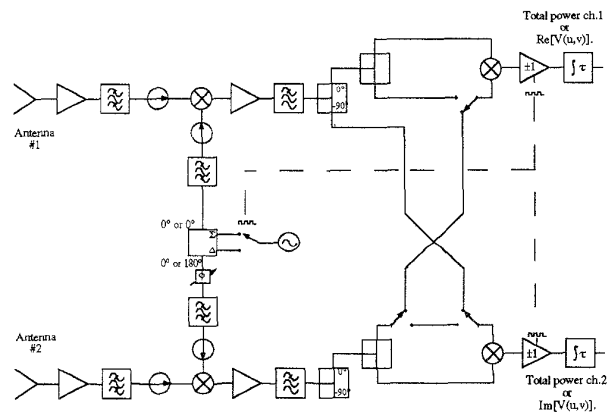 Total power ch.1
or
Re[V(u,v)].
±1
∫ τ
0°
-90°
Antenna
#1
0° or 0°
Σ
Δ
0° or 180°
Φ
Antenna
#2
0°
-90°
±1
∫ τ
Total power ch.2
or
Im[V(u,v)].